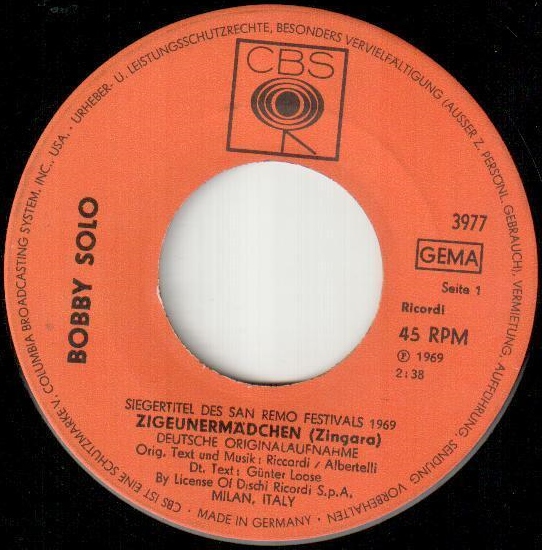 URHEBER- U. LEISTUNGSSCHUTZRECHTE, BESONDERS VERVIELFÄLTIGUNG (AUSSER Z. PERSONL. GEBRAUCH), VERMIETUNG, AUFFÜHRUNG, SENDUNG VORBEHALTEN
CBS
BOBBY SOLO
3977
GEMA
Seite 1
Ricordi
45 RPM
Ⓟ 1969
2:38
SIEGERTITEL DES SAN REMO FESTIVALS 1969
ZIGEUNERMÄDCHEN (Zingara)
DEUTSCHE ORIGINALAUFNAHME
Orig. Text und Musik: Riccardi / Albertelli
Dt. Text: Günter Loose
By License Of Dischi Ricordi S.p.A.
MILAN, ITALY
• MADE IN GERMANY •
CBS IST EINE SCHUTZMARKE V. COLUMBIA BROADCASTING SYSTEM, INC., USA. •